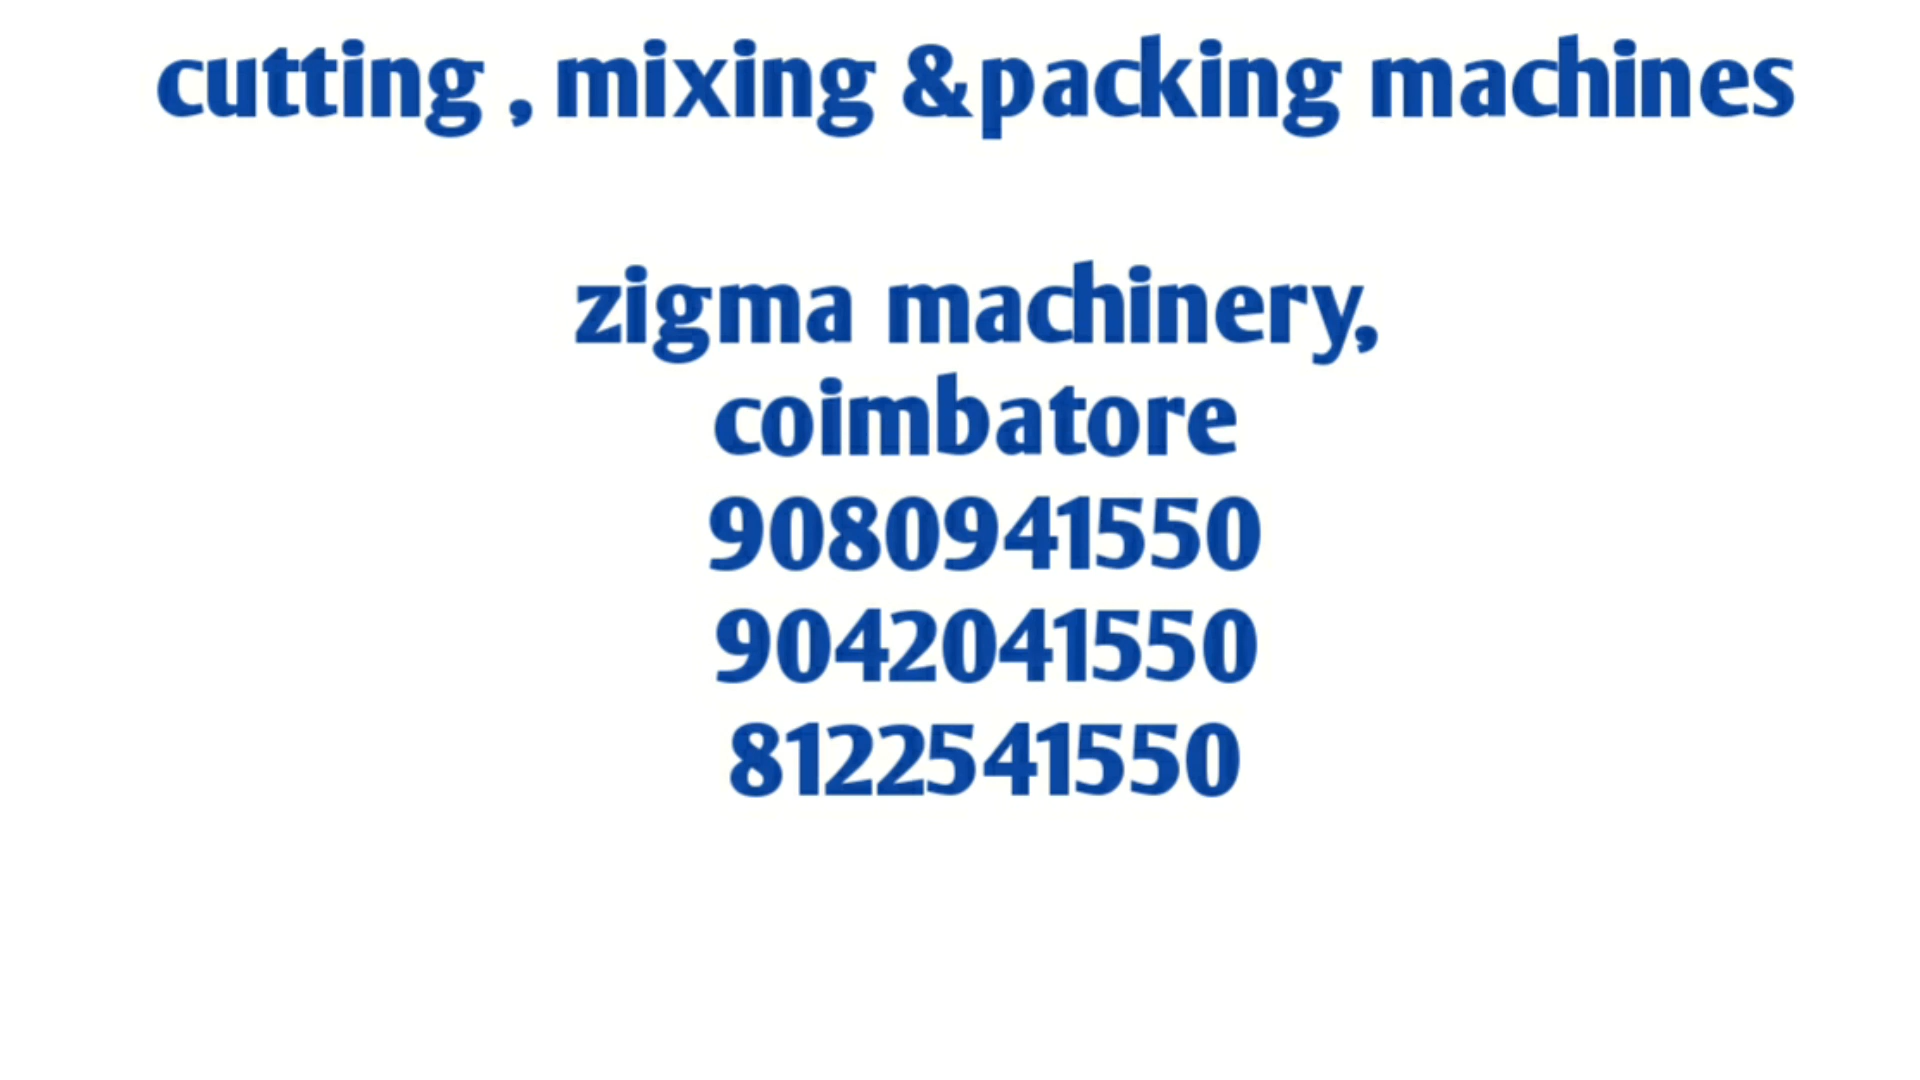 cutting , mixing &packing machines
zigma machinery,
coimbatore
9080941550
9042041550
8122541550